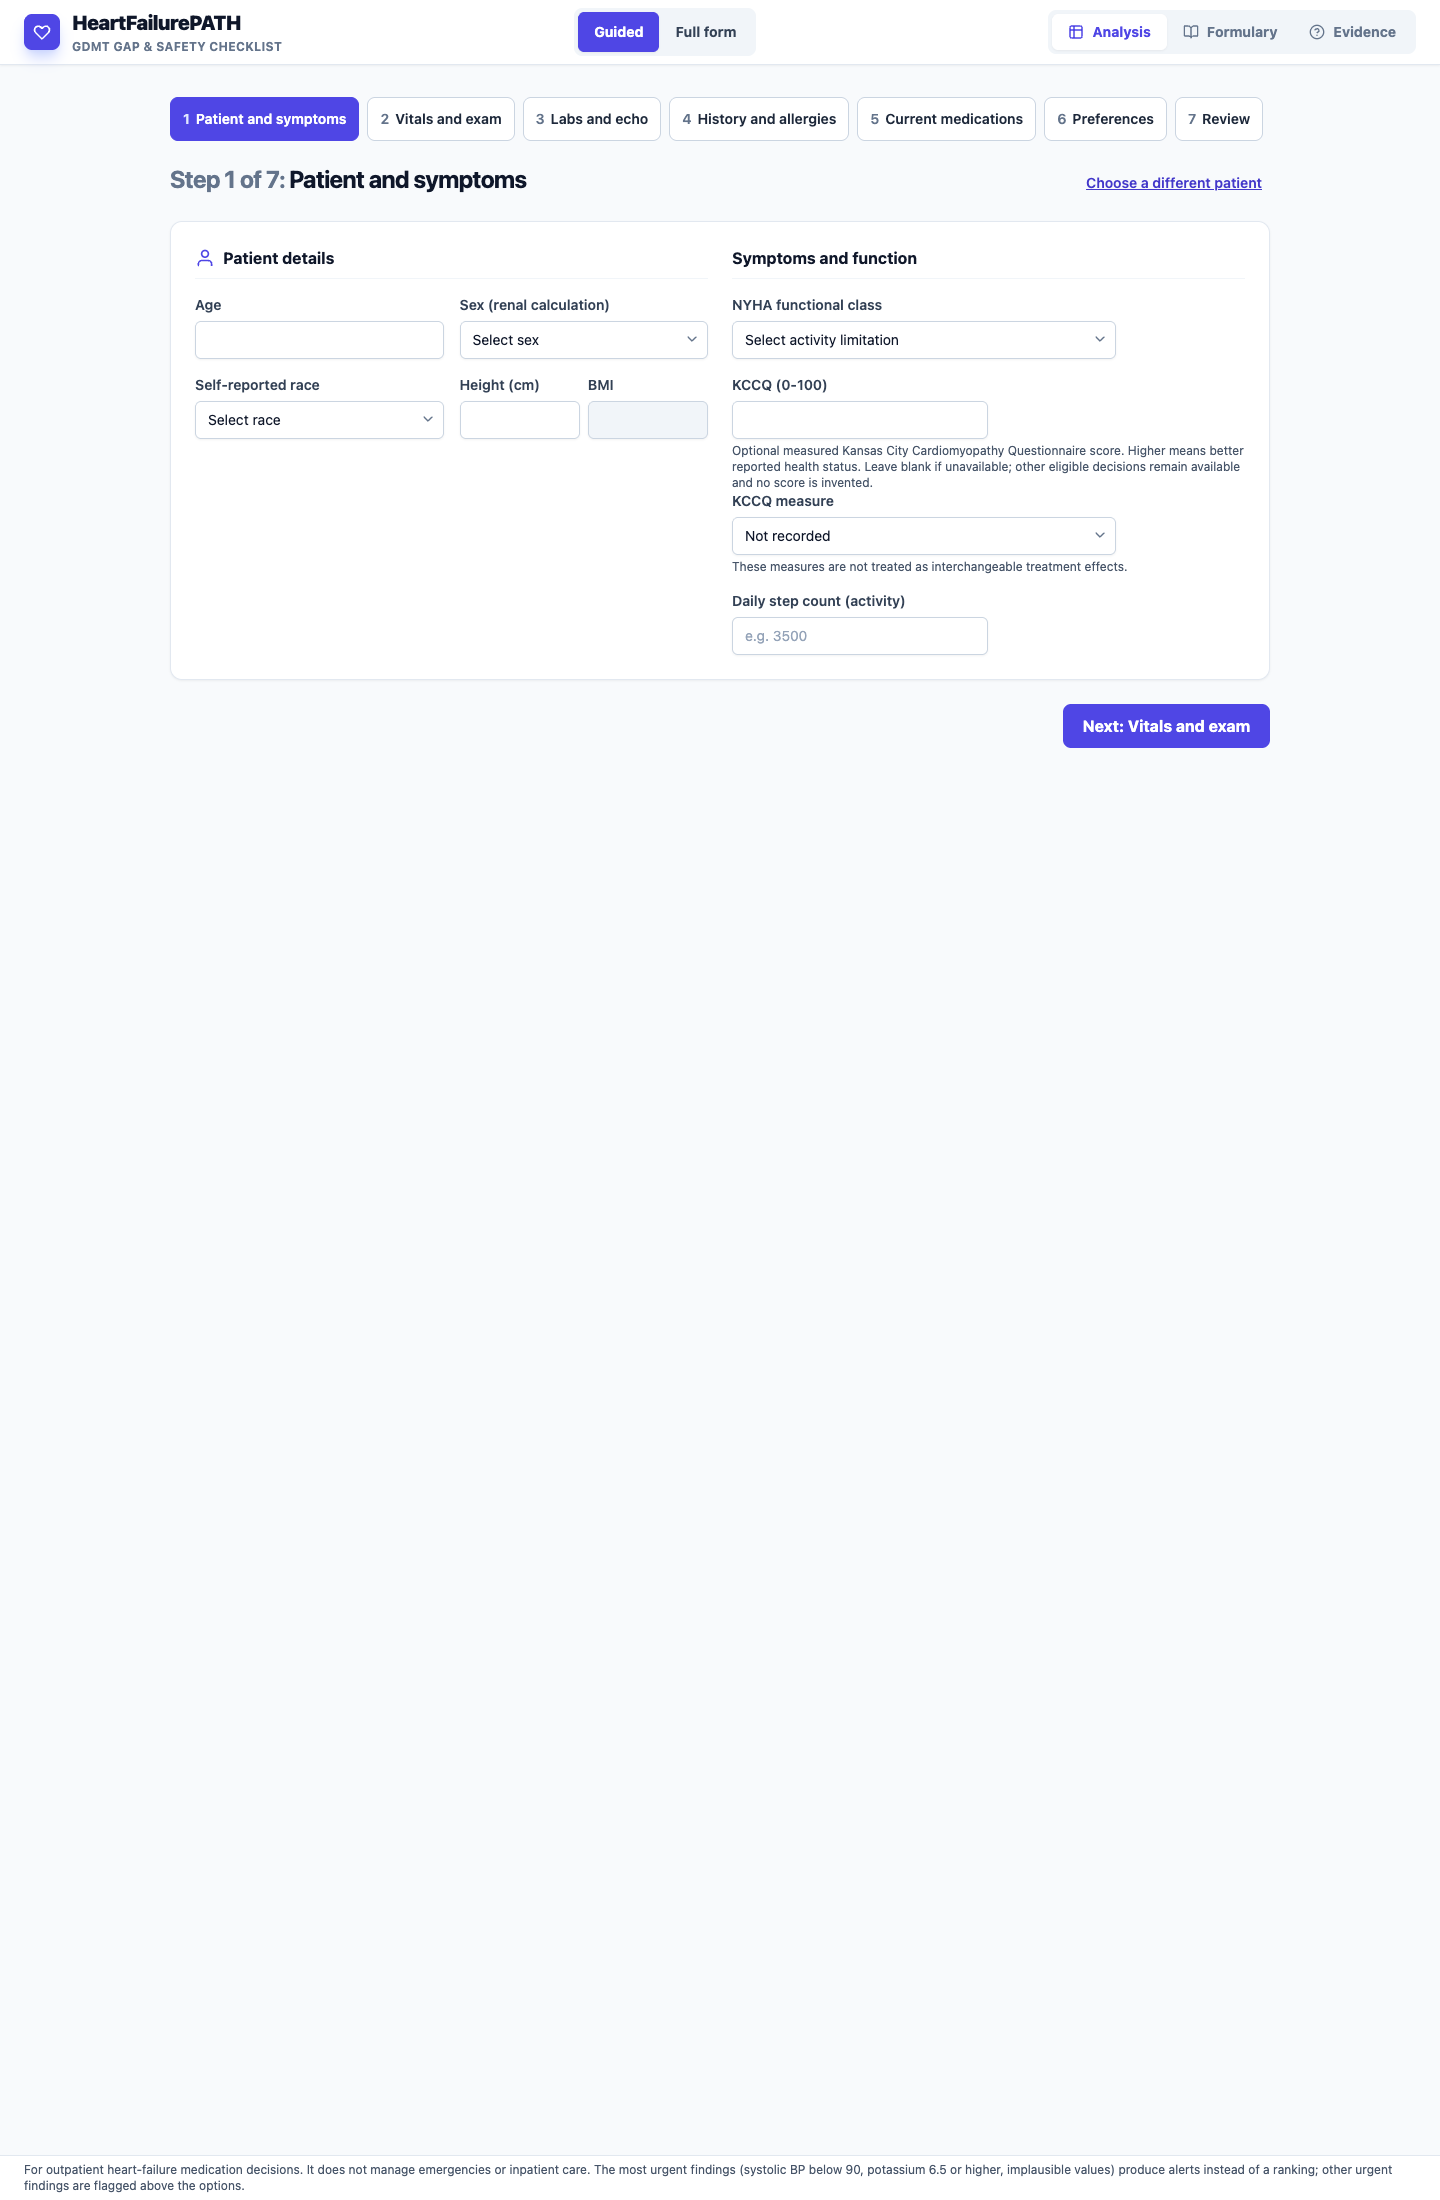 HeartFailurePATH
GDMT GAP & SAFETY CHECKLIST
Guided
Full form
Analysis
Formulary
Evidence
1 Patient and symptoms
2 Vitals and exam
3 Labs and echo
4 History and allergies
5 Current medications
6 Preferences
7 Review
Step 1 of 7: Patient and symptoms
Choose a different patient
Patient details
Age
Sex (renal calculation)
Select sex
Self-reported race
Height (cm)
BMI
Select race
Symptoms and function
NYHA functional class
Select activity limitation
KCCQ (0-100)
Optional measured Kansas City Cardiomyopathy Questionnaire score. Higher means better
reported health status. Leave blank if unavailable; other eligible decisions remain available
and no score is invented.
KCCQ measure
Not recorded
These measures are not treated as interchangeable treatment effects.
Daily step count (activity)
e.g. 3500
Next: Vitals and exam
For outpatient heart-failure medication decisions. It does not manage emergencies or inpatient care. The most urgent findings (systolic BP below 90, potassium 6.5 or higher, implausible values) produce alerts instead of a ranking; other urgent
findings are flagged above the options.